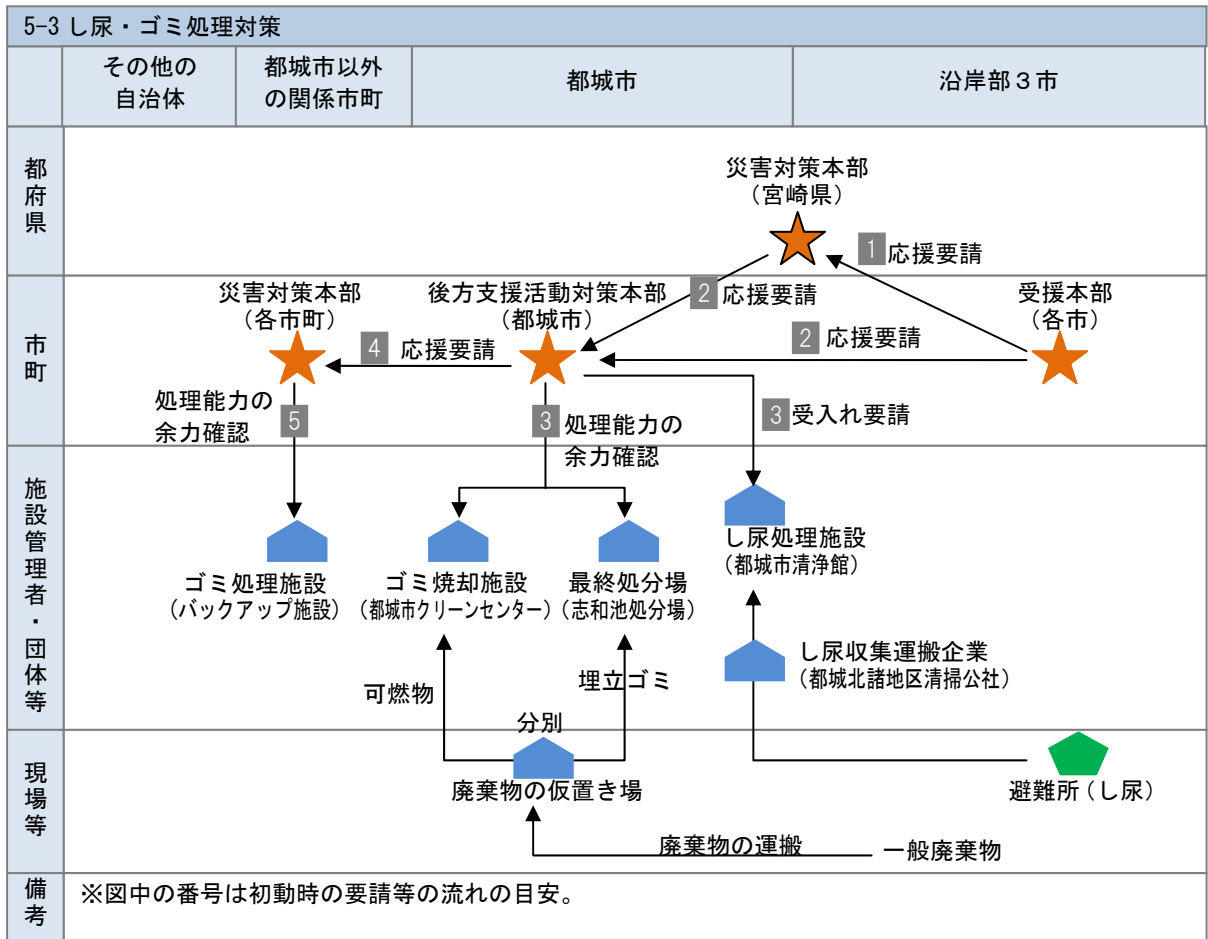 5-3 し尿・ゴミ処理対策
その他の
自治体
都城市以外
の関係市町
都城市
沿岸部３市
都府県
災害対策本部
（宮崎県）
1 応援要請
市町
災害対策本部
（各市町）
後方支援活動対策本部
（都城市）
2 応援要請
受援本部
（各市）
2 応援要請
4 応援要請
処理能力の
余力確認
5
3 処理能力の
余力確認
3 受入れ要請
施設管理者・団体等
ゴミ処理施設
（バックアップ施設）
ゴミ焼却施設
（都城市クリーンセンター）
最終処分場
（志和池処分場）
し尿処理施設
（都城市清浄館）
し尿収集運搬企業
（都城北諸地区清掃公社）
可燃物
埋立ゴミ
現場等
分別
廃棄物の仮置き場
避難所（し尿）
廃棄物の運搬
一般廃棄物
備考
※図中の番号は初動時の要請等の流れの目安。